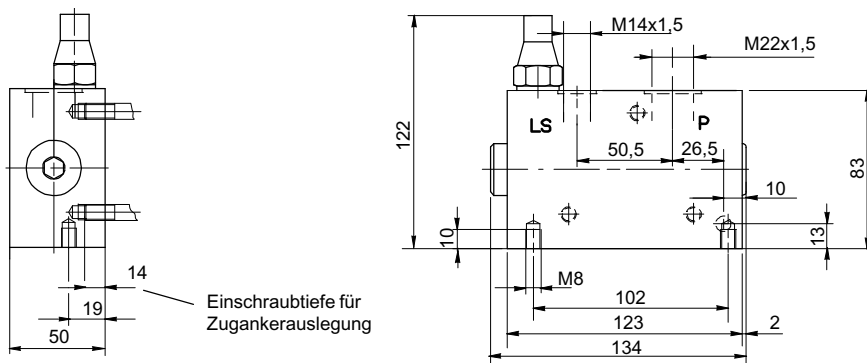 M14x1,5
M22x1,5
122
LS
P
50,5
26,5
83
10
10
13
14
M8
19
Einschraubtiefe für
Zugankerauslegung
102
50
123
2
134